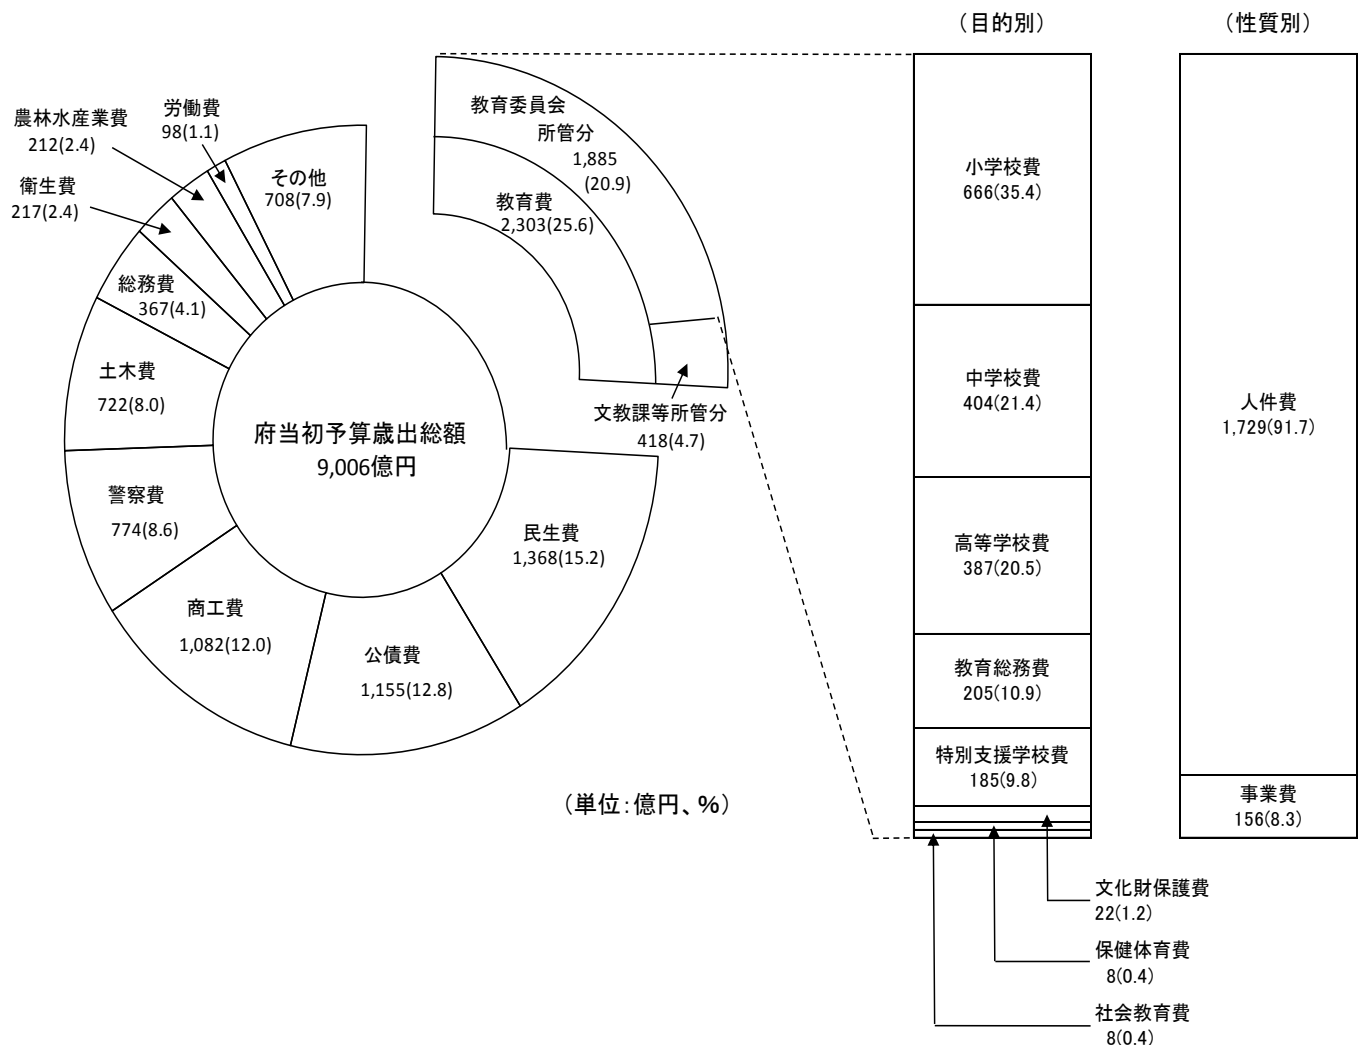 （目的別）
（性質別）
教育委員会
所管分
1,885
(20.9)
教育費
2,303(25.6)
文教課等所管分
418(4.7)
民生費
1,368(15.2)
公債費
1,155(12.8)
商工費
1,082(12.0)
警察費
774(8.6)
土木費
722(8.0)
総務費
367(4.1)
衛生費
217(2.4)
農林水産業費
212(2.4)
労働費
98(1.1)
その他
708(7.9)
府当初予算歳出総額
9,006億円
（単位：億円、％）
小学校費
666(35.4)
中学校費
404(21.4)
高等学校費
387(20.5)
教育総務費
205(10.9)
特別支援学校費
185(9.8)
文化財保護費
22(1.2)
保健体育費
8(0.4)
社会教育費
8(0.4)
人件費
1,729(91.7)
事業費
156(8.3)